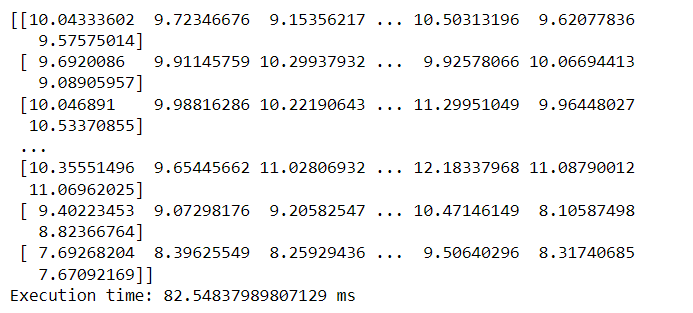 [[10.04333602  9.72346676  9.15356217 ... 10.50313196  9.62077836
   9.57575014]
 [ 9.6920086   9.91145759 10.29937932 ...  9.92578066 10.06694413
   9.08905957]
 [10.046891    9.98816286 10.22190643 ... 11.29951049  9.96448027
  10.53370855]
 ...
 [10.35551496  9.65445662 11.02806932 ... 12.18337968 11.08790012
  11.06962025]
 [ 9.40223453  9.07298176  9.20582547 ... 10.47146149  8.10587498
   8.82366764]
 [ 7.69268204  8.39625549  8.25929436 ...  9.50640296  8.31740685
   7.67092169]]
Execution time: 82.54837989807129 ms